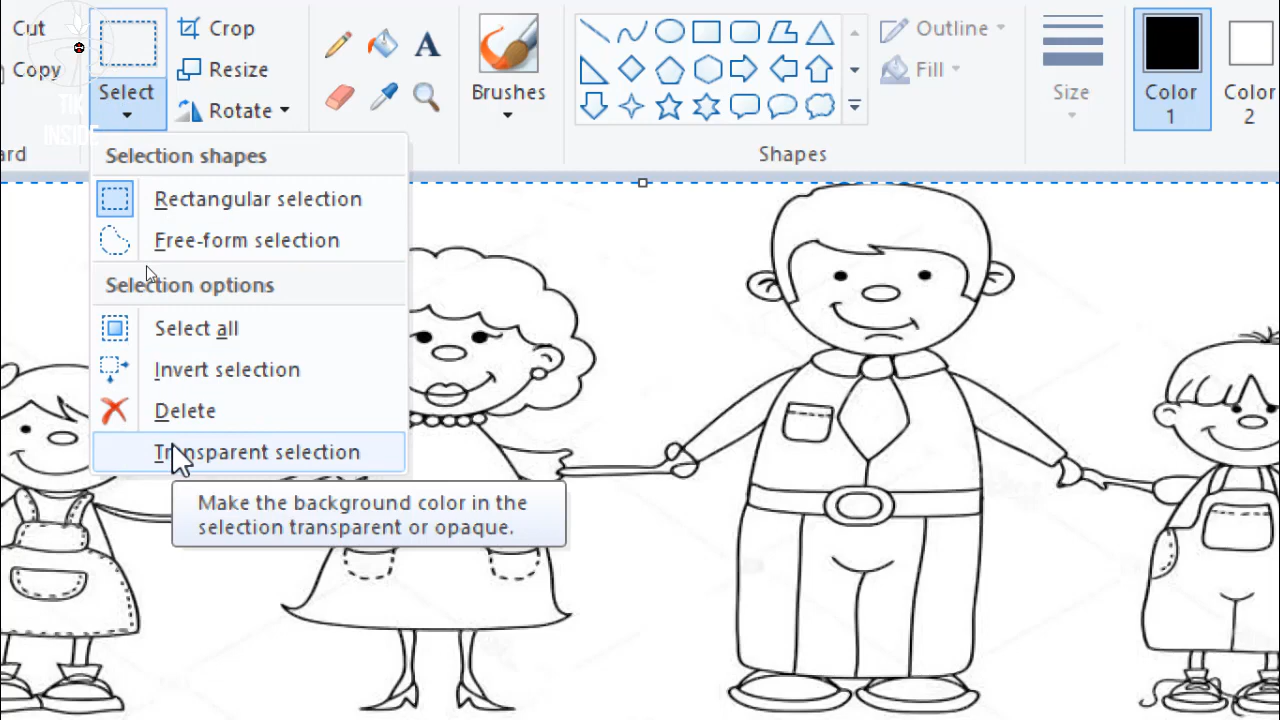 Cut
Copy
TIK
INSIDE
ard
Select
Crop
Resize
Rotate
A
Brushes
Shapes
Outline
Fill
Size
Color
1
Color
2
Selection shapes
Rectangular selection
Free-form selection
Selection options
Select all
Invert selection
Delete
Transparent selection
Make the background color in the
selection transparent or opaque.